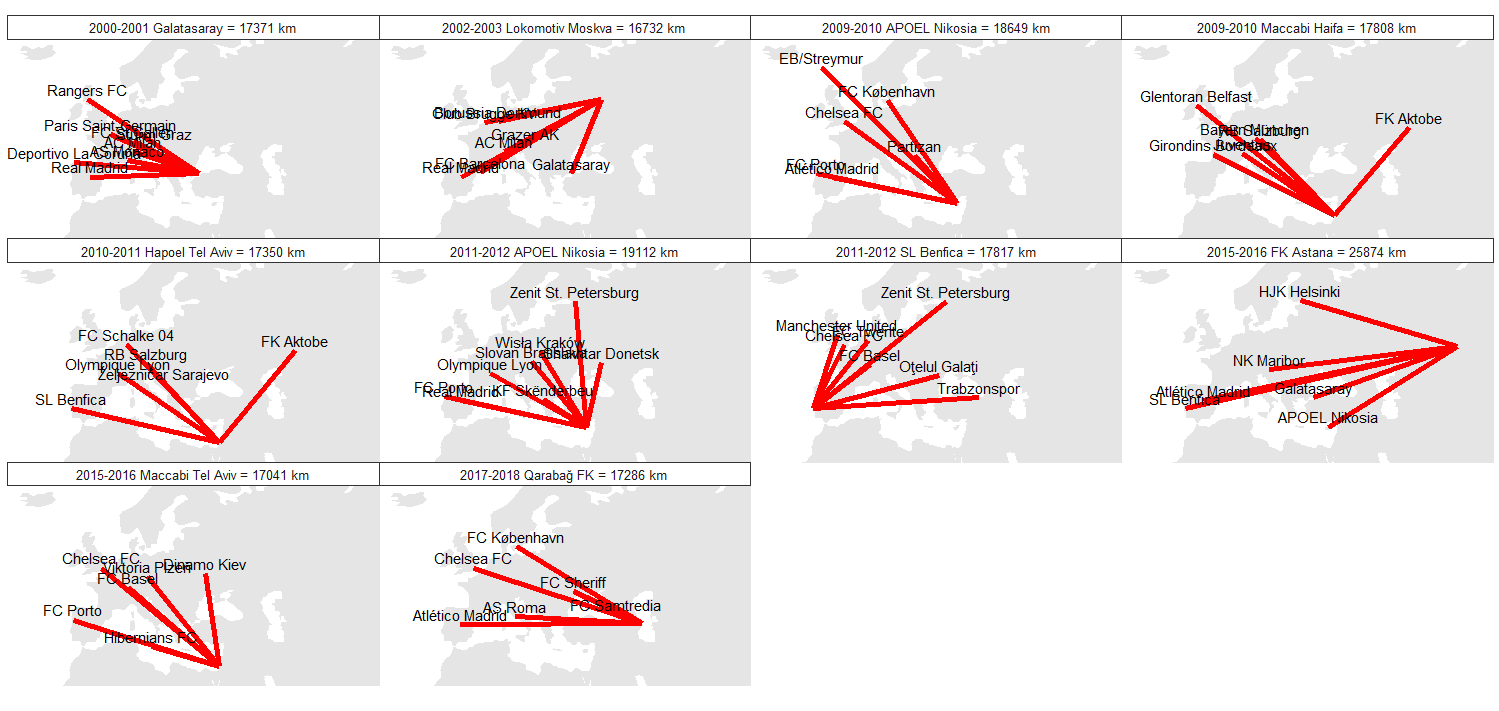 2000-2001 Galatasaray = 17371 km
Rangers FC
Paris Saint-Germain
Graz
AC Milan
AS Monaco
Deportivo La Coruña
Real Madrid
2002-2003 Lokomotiv Moskva = 16732 km
Grazer AK
AC Milan
FC Barcelona
Real Madrid
Galatasaray
2009-2010 APOEL Nikosia = 18649 km
EB/Streymur
FC København
Chelsea FC
Partizan
FC Porto
Atlético Madrid
2009-2010 Maccabi Haifa = 17808 km
Glentoran Belfast
FK Aktobe
Bayern München
RB Salzburg
Juventus
Girondins Bordeaux
2010-2011 Hapoel Tel Aviv = 17350 km
FC Schalke 04
FK Aktobe
RB Salzburg
Olympique Lyon
Željezničar Sarajevo
SL Benfica
2011-2012 APOEL Nikosia = 19112 km
Zenit St. Petersburg
Wisła Kraków
Slovan Bratislava
Shakhtar Donetsk
Olympique Lyon
FC Porto
Real Madrid
KF Skënderbeu
2011-2012 SL Benfica = 17817 km
Zenit St. Petersburg
Manchester United
FC Twente
Chelsea FC
FC Basel
Oţelul Galaţi
Trabzonspor
2015-2016 FK Astana = 25874 km
HJK Helsinki
NK Maribor
Atlético Madrid
SL Benfica
Galatasaray
APOEL Nikosia
2015-2016 Maccabi Tel Aviv = 17041 km
Chelsea FC
Viktoria Plzeň
Dinamo Kiev
FC Basel
FC Porto
Hibernians FC
2017-2018 Qarabağ FK = 17286 km
FC København
Chelsea FC
FC Sheriff
AS Roma
FC Samtredia
Atlético Madrid